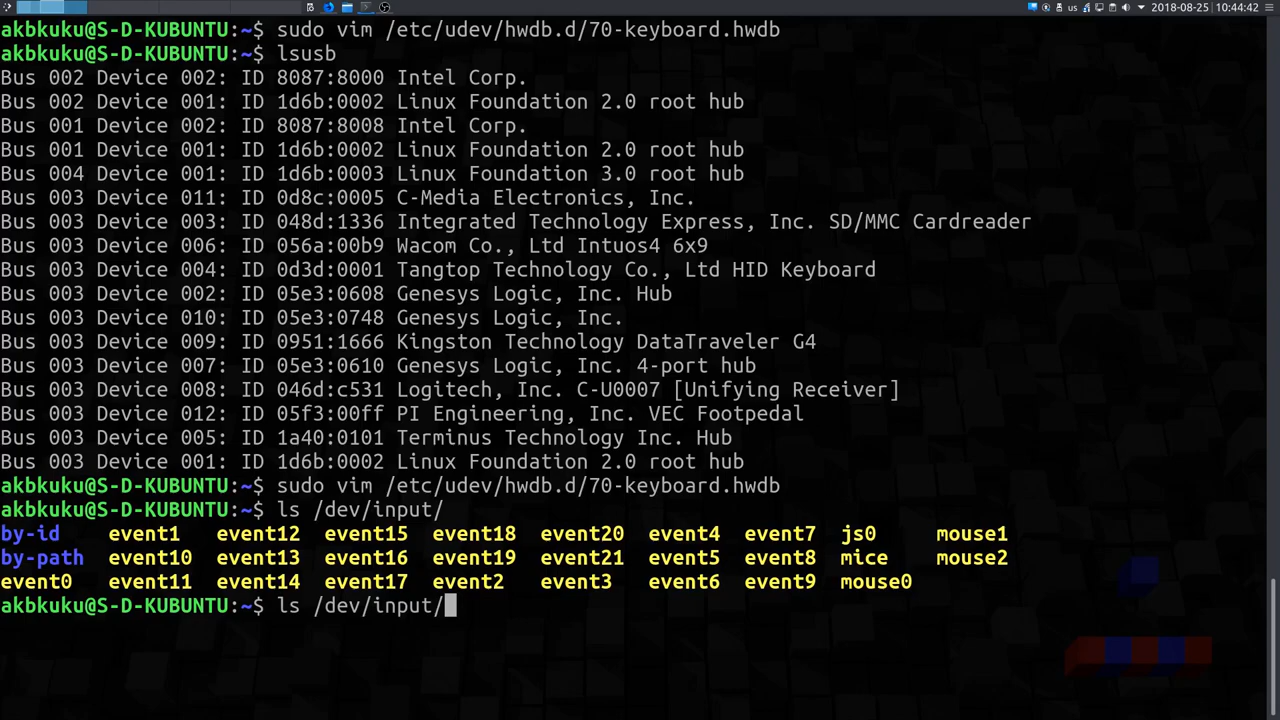 us 2018-08-25 10:44:42
akbkuku@S-D-KUBUNTU:~$ sudo vim /etc/udev/hwdb.d/70-keyboard.hwdb
akbkuku@S-D-KUBUNTU:~$ lsusb
Bus 002 Device 002: ID 8087:8000 Intel Corp.
Bus 002 Device 001: ID 1d6b:0002 Linux Foundation 2.0 root hub
Bus 001 Device 002: ID 8087:8008 Intel Corp.
Bus 001 Device 001: ID 1d6b:0002 Linux Foundation 2.0 root hub
Bus 004 Device 001: ID 1d6b:0003 Linux Foundation 3.0 root hub
Bus 003 Device 011: ID 0d8c:0005 C-Media Electronics, Inc.
Bus 003 Device 003: ID 048d:1336 Integrated Technology Express, Inc. SD/MMC Cardreader
Bus 003 Device 006: ID 056a:00b9 Wacom Co., Ltd Intuos4 6x9
Bus 003 Device 004: ID 0d3d:0001 Tangtop Technology Co., Ltd HID Keyboard
Bus 003 Device 002: ID 05e3:0608 Genesys Logic, Inc. Hub
Bus 003 Device 010: ID 05e3:0748 Genesys Logic, Inc.
Bus 003 Device 009: ID 0951:1666 Kingston Technology DataTraveler G4
Bus 003 Device 007: ID 05e3:0610 Genesys Logic, Inc. 4-port hub
Bus 003 Device 008: ID 046d:c531 Logitech, Inc. C-U0007 [Unifying Receiver]
Bus 003 Device 012: ID 05f3:00ff PI Engineering, Inc. VEC Footpedal
Bus 003 Device 005: ID 1a40:0101 Terminus Technology Inc. Hub
Bus 003 Device 001: ID 1d6b:0002 Linux Foundation 2.0 root hub
akbkuku@S-D-KUBUNTU:~$ sudo vim /etc/udev/hwdb.d/70-keyboard.hwdb
akbkuku@S-D-KUBUNTU:~$ ls /dev/input/
by-id event1 event12 event15 event18 event20 event4 event7 js0 mouse1
by-path event10 event13 event16 event19 event21 event5 event8 mice mouse2
event0 event11 event14 event17 event2 event3 event6 event9 mouse0
akbkuku@S-D-KUBUNTU:~$ ls /dev/input/